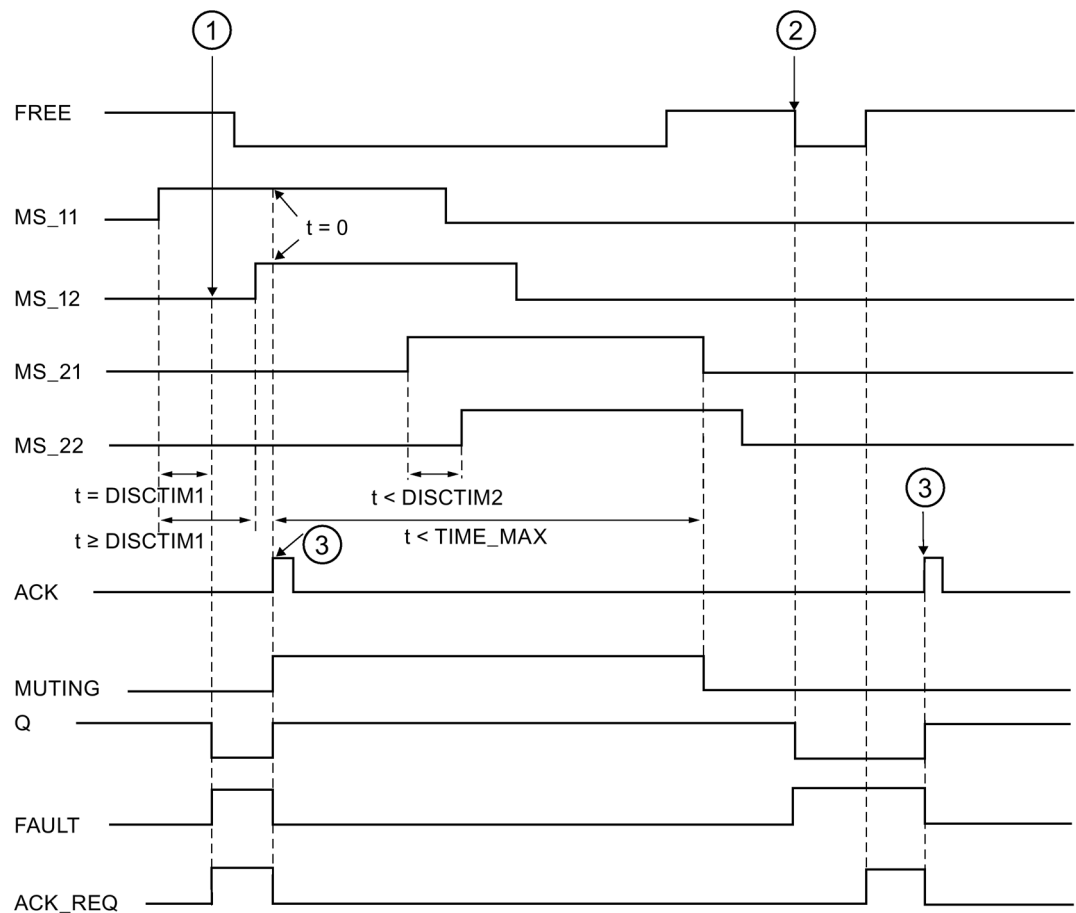 1
2
FREE
MS_11
t = 0
MS_12
MS_21
MS_22
t = DISCTIM1
t < DISCTIM2
3
t ≥ DISCTIM1
t < TIME_MAX
3
ACK
MUTING
Q
FAULT
ACK_REQ